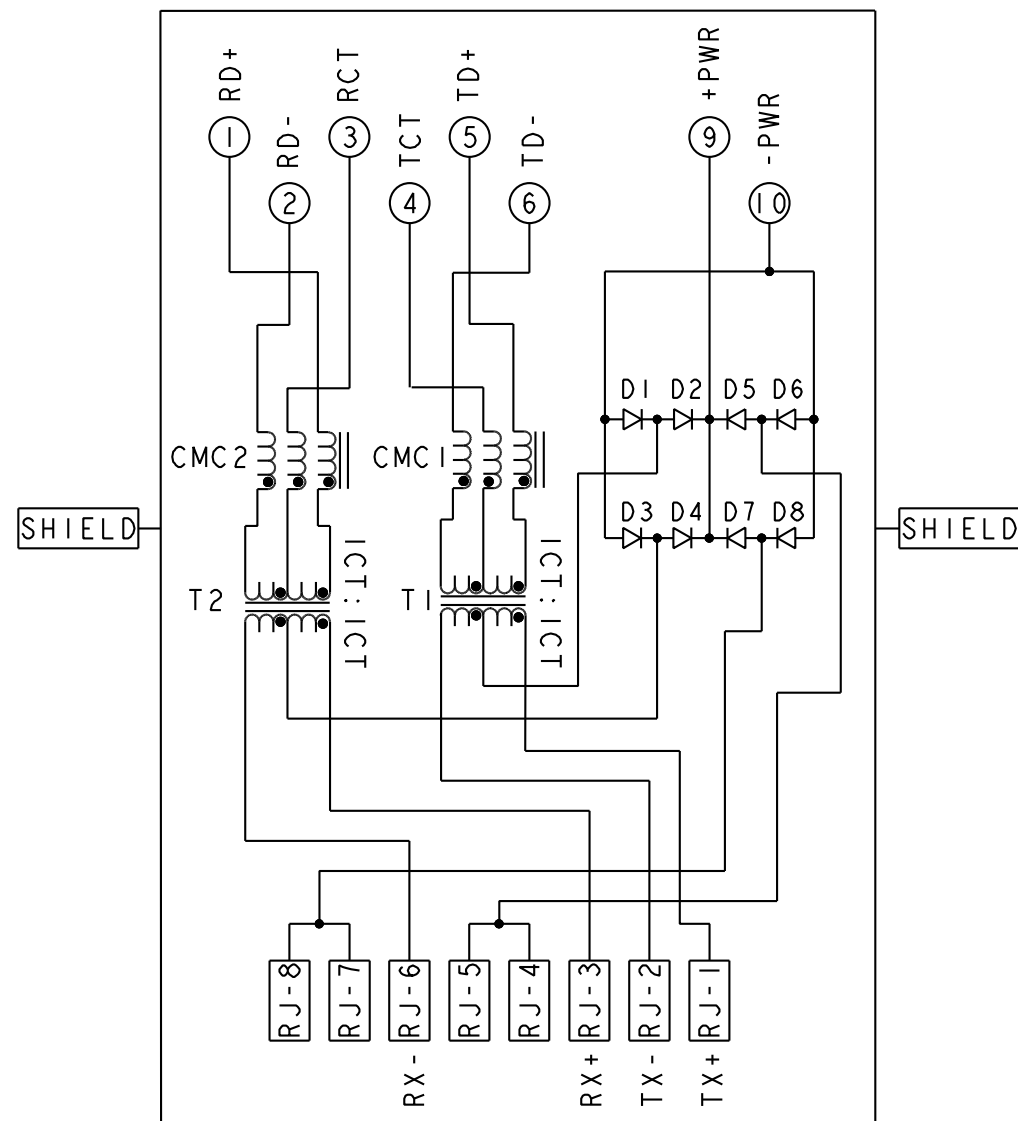 RD+
RD-
RCT
TCT
TD+
TD-
+PWR
-PWR
1
2
3
4
5
6
9
10
D1 D2 D5 D6
CMC2
CMC1
D3 D4 D7 D8
SHIELD
SHIELD
T2
1CT:1CT
T1
1CT:1CT
RJ-8
RJ-7
RJ-6
RJ-5
RJ-4
RJ-3
RJ-2
RJ-1
RX-
RX+
TX-
TX+